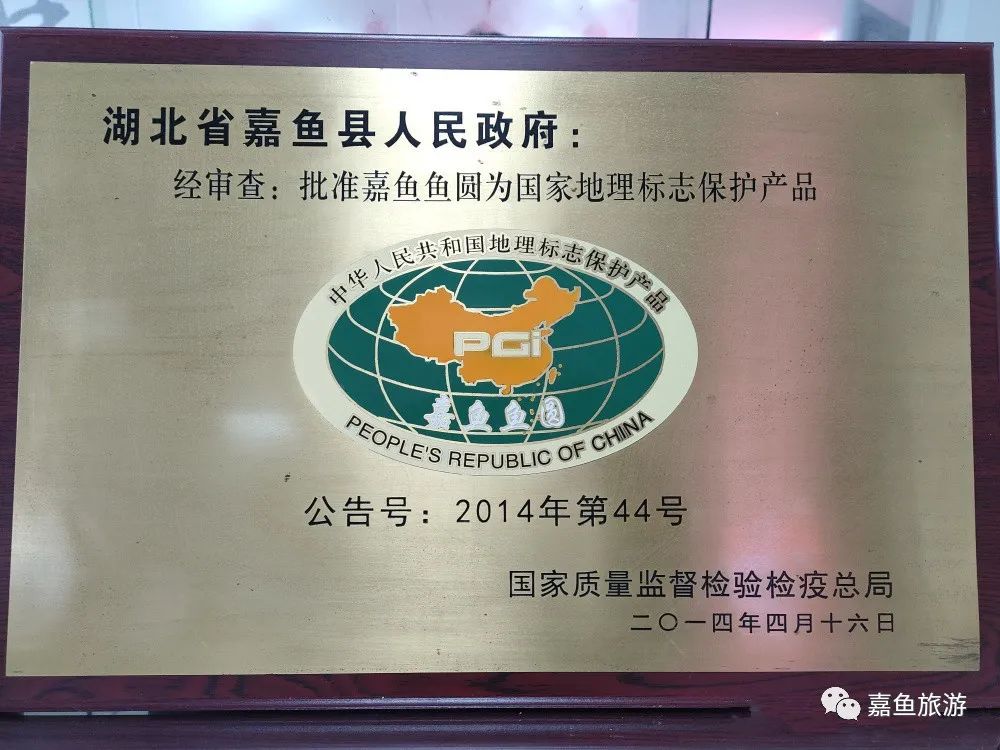 湖北省嘉鱼县人民政府：
经审查：批准嘉鱼鱼圆为国家地理标志保护产品
中华人民共和国地理标志保护产品
PGi
嘉鱼鱼圆
PEOPLE'S REPUBLIC OF CHINA
公告号：2014年第44号
国家质量监督检验检疫总局
二〇一四年四月十六日
嘉鱼旅游